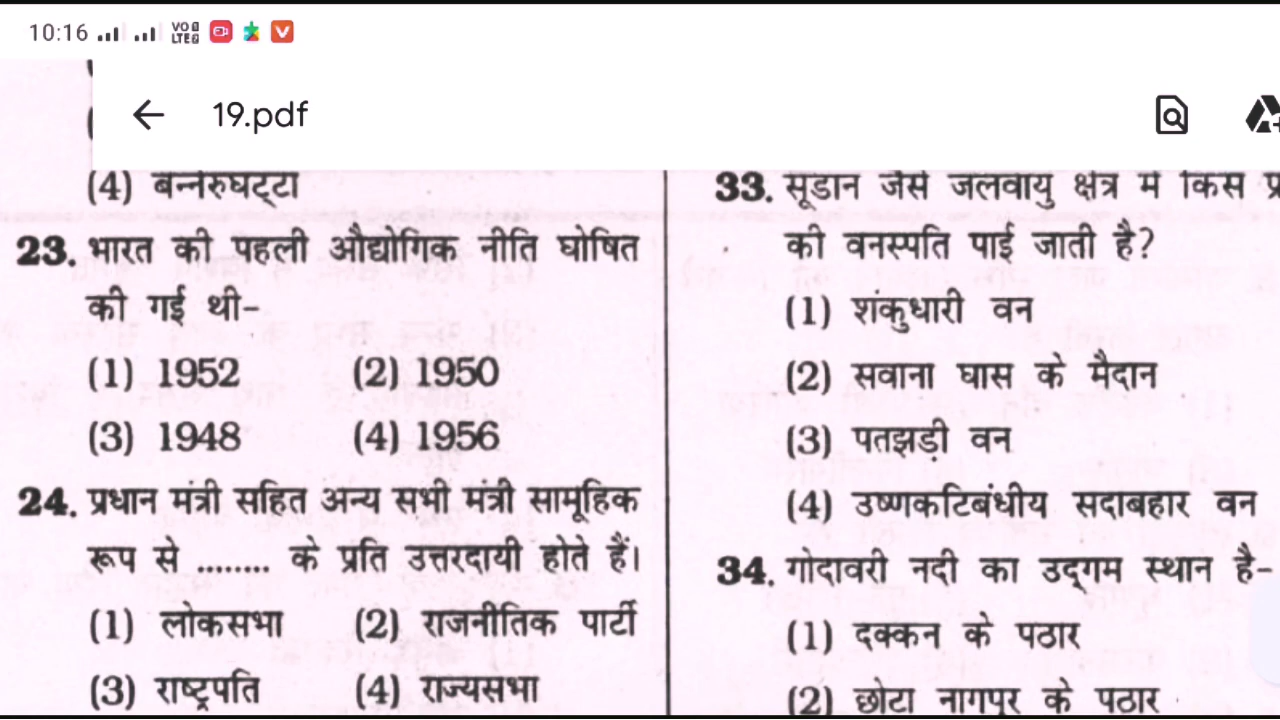 10:16 VO LTE
19.pdf
(4) बन्नेरुघट्टा
23. भारत की पहली औद्योगिक नीति घोषित
की गई थी-
(1) 1952 (2) 1950
(3) 1948 (4) 1956
24. प्रधान मंत्री सहित अन्य सभी मंत्री सामूहिक
रूप से ........ के प्रति उत्तरदायी होते हैं।
(1) लोकसभा (2) राजनीतिक पार्टी
(3) राष्ट्रपति (4) राज्यसभा
33. सूडान जैसे जलवायु क्षेत्र में किस
की वनस्पति पाई जाती है?
(1) शंकुधारी वन
(2) सवाना घास के मैदान
(3) पतझड़ी वन
(4) उष्णकटिबंधीय सदाबहार वन
34. गोदावरी नदी का उद्गम स्थान है-
(1) दक्कन के पठार
(2) छोटा नागपुर के पठार